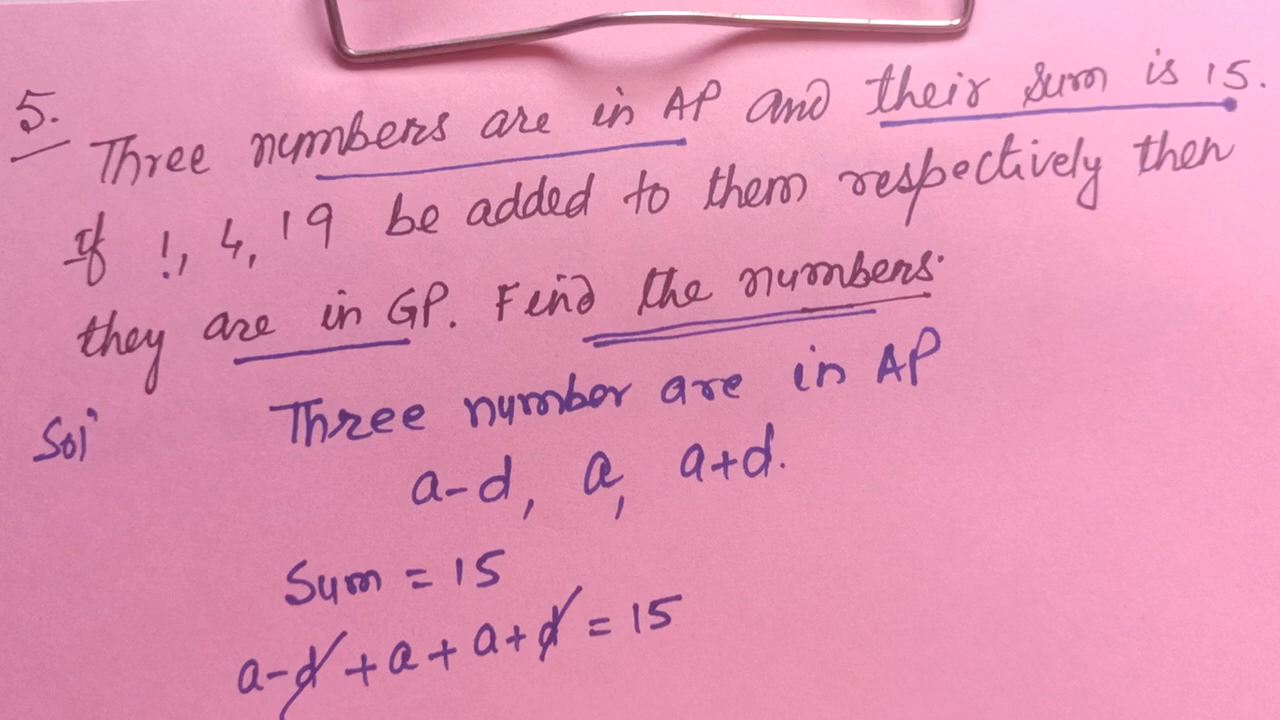 5. Three numbers are in AP and their sum is 15.
If 1, 4, 19 be added to them respectively then
they are in GP. Find the numbers.
Sol Three number are in AP
a-d, a, a+d.
Sum = 15
a-d+a+a+d = 15